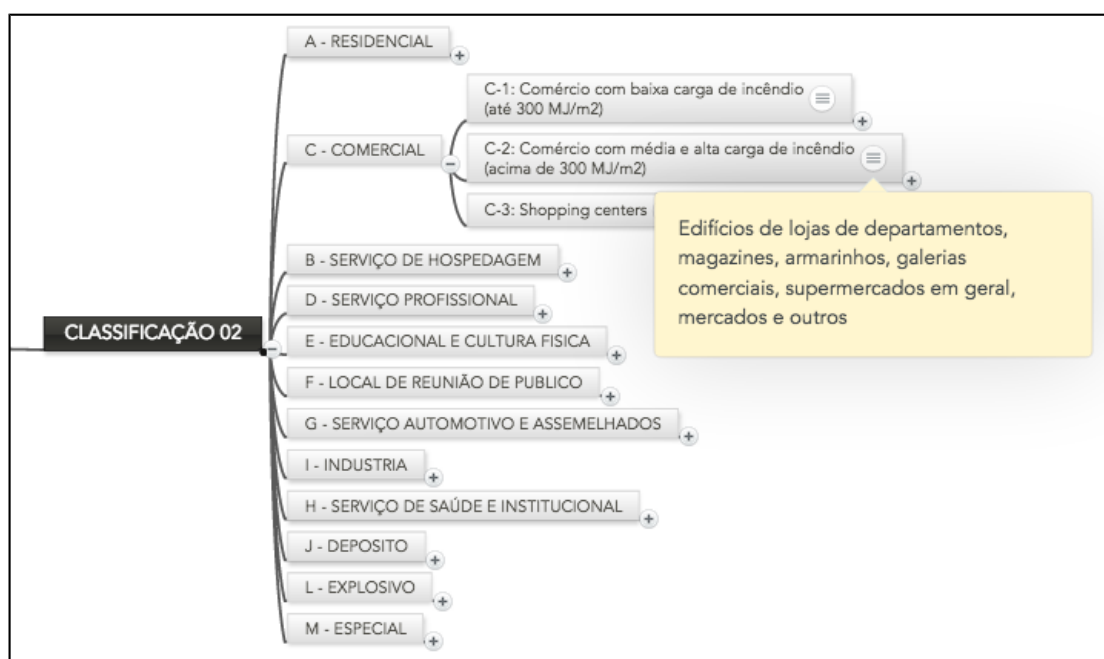 A - RESIDENCIAL
C-1: Comércio com baixa carga de incêndio
(até 300 MJ/m2)
C - COMERCIAL
C-2: Comércio com média e alta carga de incêndio
(acima de 300 MJ/m2)
C-3: Shopping centers
Edifícios de lojas de departamentos,
magazines, armarinhos, galerias
comerciais, supermercados em geral,
mercados e outros
B - SERVIÇO DE HOSPEDAGEM
D - SERVIÇO PROFISSIONAL
CLASSIFICAÇÃO 02
E - EDUCACIONAL E CULTURA FISICA
F - LOCAL DE REUNIÃO DE PUBLICO
G - SERVIÇO AUTOMOTIVO E ASSEMELHADOS
I - INDUSTRIA
H - SERVIÇO DE SAÚDE E INSTITUCIONAL
J - DEPOSITO
L - EXPLOSIVO
M - ESPECIAL